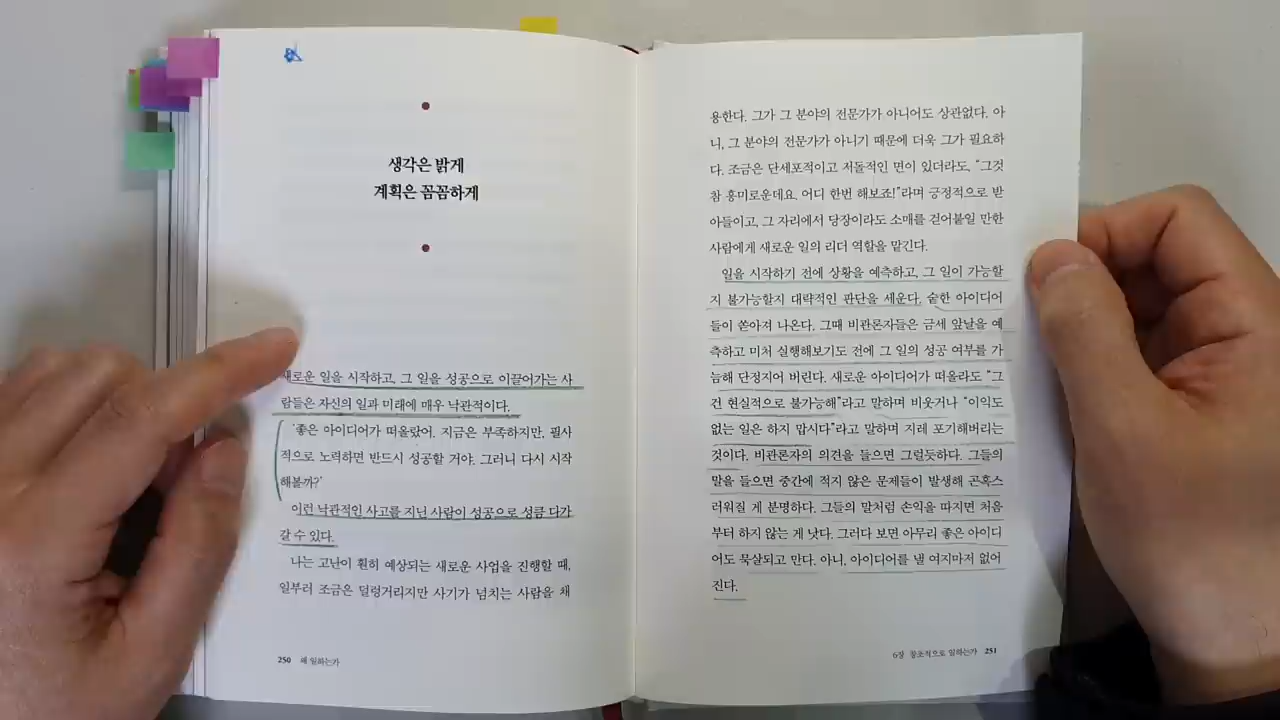 생각은 밝게
계획은 꼼꼼하게
새로운 일을 시작하고, 그 일을 성공으로 이끌어가는 사
람들은 자신의 일과 미래에 매우 낙관적이다.
‘좋은 아이디어가 떠올랐어. 지금은 부족하지만, 필사
적으로 노력하면 반드시 성공할 거야. 그러니 다시 시작
해볼까?’
이런 낙관적인 사고를 지닌 사람이 성공으로 성큼 다가
갈 수 있다.
나는 고난이 훤히 예상되는 새로운 사업을 진행할 때,
일부러 조금은 덜렁거리지만 사기가 넘치는 사람을 채
250 왜 일하는가
용한다. 그가 그 분야의 전문가가 아니어도 상관없다. 아
니, 그 분야의 전문가가 아니기 때문에 더욱 그가 필요하
다. 조금은 단세포적이고 저돌적인 면이 있더라도, “그것
참 흥미로운데요. 어디 한번 해보죠!”라며 긍정적으로 받
아들이고, 그 자리에서 당장이라도 소매를 걷어붙일 만한
사람에게 새로운 일의 리더 역할을 맡긴다.
일을 시작하기 전에 상황을 예측하고, 그 일이 가능할
지 불가능할지 대략적인 판단을 세운다. 숱한 아이디어
들이 쏟아져 나온다. 그때 비관론자들은 금세 앞날을 예
측하고 미처 실행해보기도 전에 그 일의 성공 여부를 가
늠해 단정지어 버린다. 새로운 아이디어가 떠올라도 “그
건 현실적으로 불가능해”라고 말하며 비웃거나 “이익도
없는 일은 하지 맙시다”라고 말하며 지레 포기해버리는
것이다. 비관론자의 의견을 들으면 그럴듯하다. 그들의
말을 들으면 중간에 적지 않은 문제들이 발생해 곤혹스
러워질 게 분명하다. 그들의 말처럼 손익을 따지면 처음
부터 하지 않는 게 낫다. 그러다 보면 아무리 좋은 아이디
어도 묵살되고 만다. 아니, 아이디어를 낼 여지마저 없어
진다.
6장 창조적으로 일하는가 251